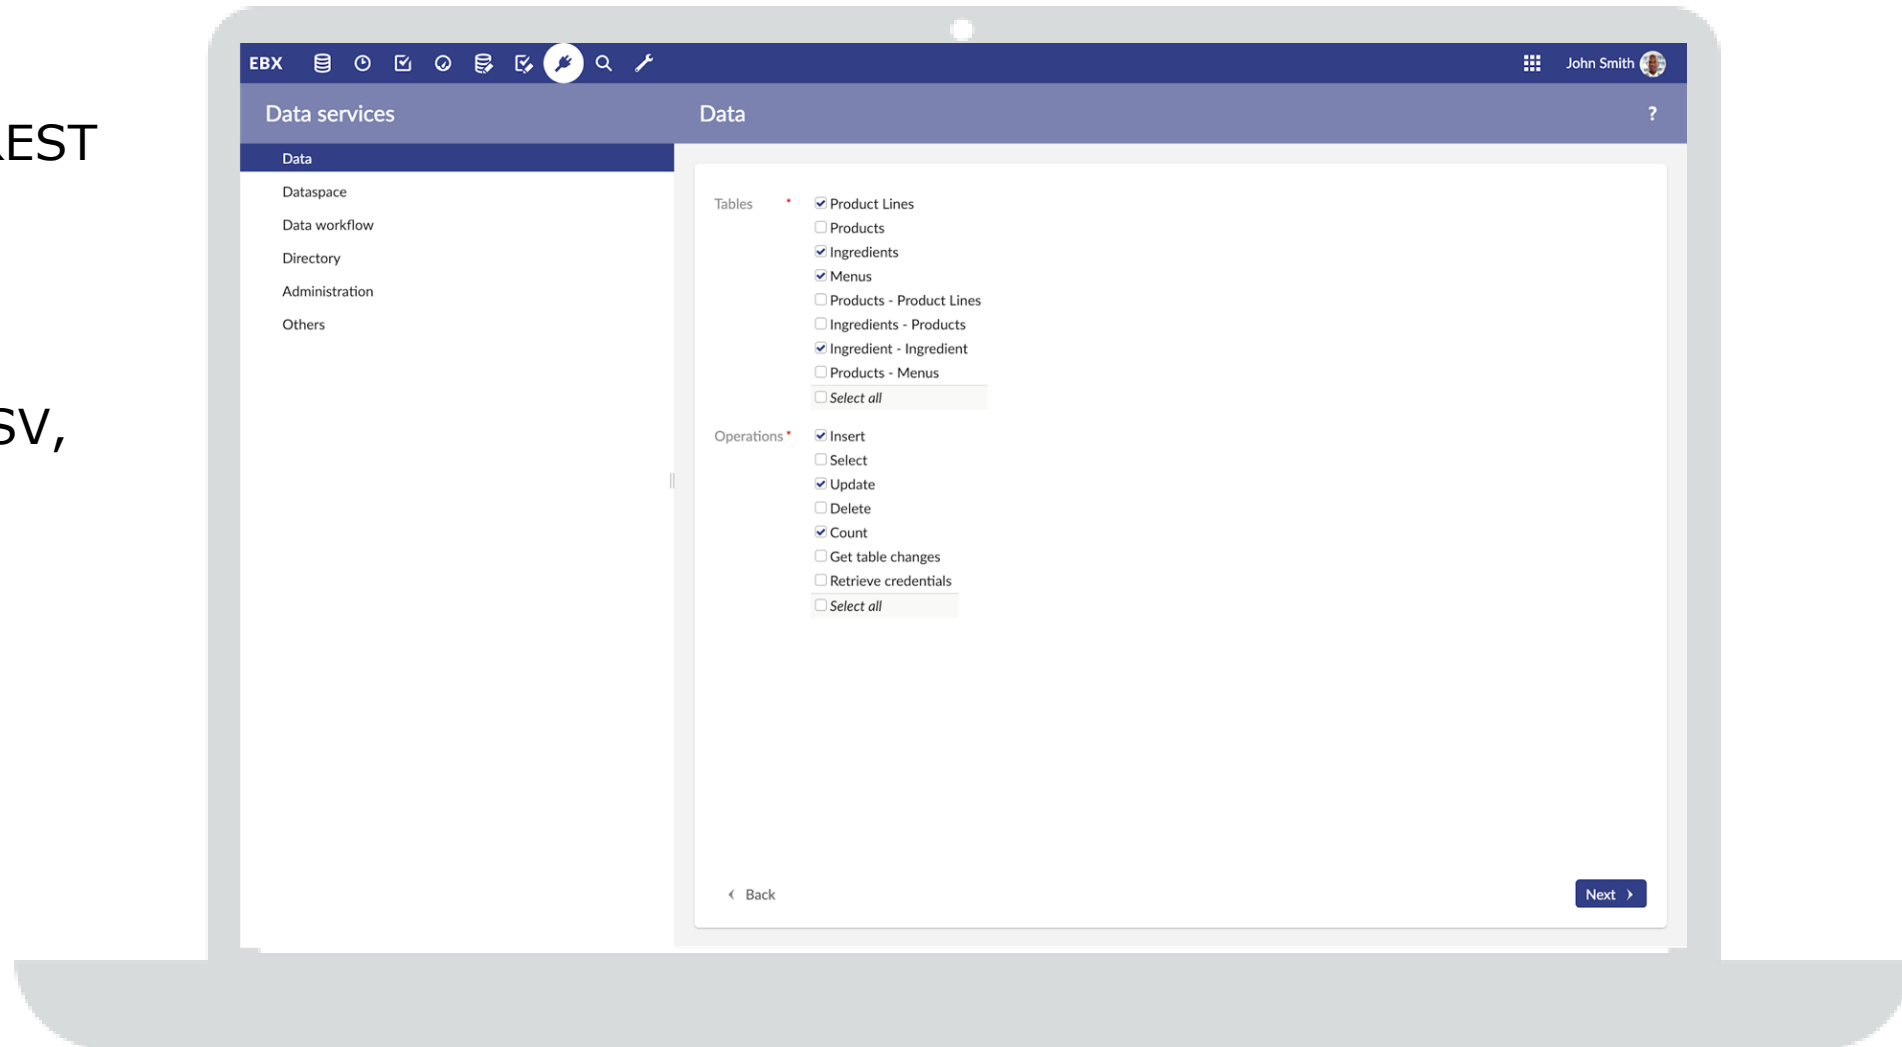 EST
SV,
EBX
John Smith
Data services
Data
?
Data
Dataspace
Data workflow
Directory
Administration
Others
Tables *
Product Lines
Products
Ingredients
Menus
Products - Product Lines
Ingredients - Products
Ingredient - Ingredient
Products - Menus
Select all
Operations *
Insert
Select
Update
Delete
Count
Get table changes
Retrieve credentials
Select all
Back
Next